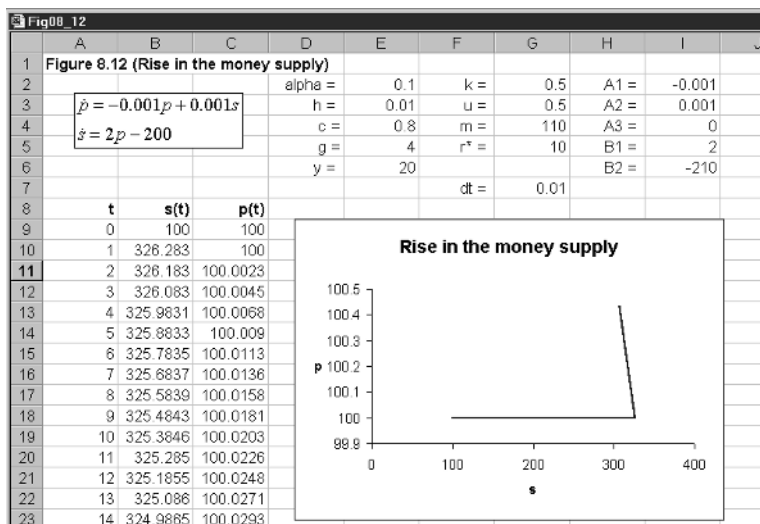 Fig08_12
A B C D E F G H I J
1 Figure 8.12 (Rise in the money supply)
2 alpha = 0.1 k = 0.5 A1 = -0.001
3 ṗ = −0.001p + 0.001s h = 0.01 u = 0.5 A2 = 0.001
4 ṡ = 2p − 200 c = 0.8 m = 110 A3 = 0
5 g = 4 r* = 10 B1 = 2
6 y = 20 B2 = -210
7 dt = 0.01
8 t s(t) p(t)
9 0 100 100
10 1 326.283 100
11 2 326.183 100.0023
12 3 326.083 100.0045
13 4 325.9831 100.0068
14 5 325.8833 100.009
15 6 325.7835 100.0113
16 7 325.6837 100.0136
17 8 325.5839 100.0158
18 9 325.4843 100.0181
19 10 325.3846 100.0203
20 11 325.285 100.0226
21 12 325.1855 100.0248
22 13 325.086 100.0271
23 14 324.9865 100.0293
Rise in the money supply
100.5
100.4
100.3
p 100.2
100.1
100
99.9
0 100 200 300 400
s